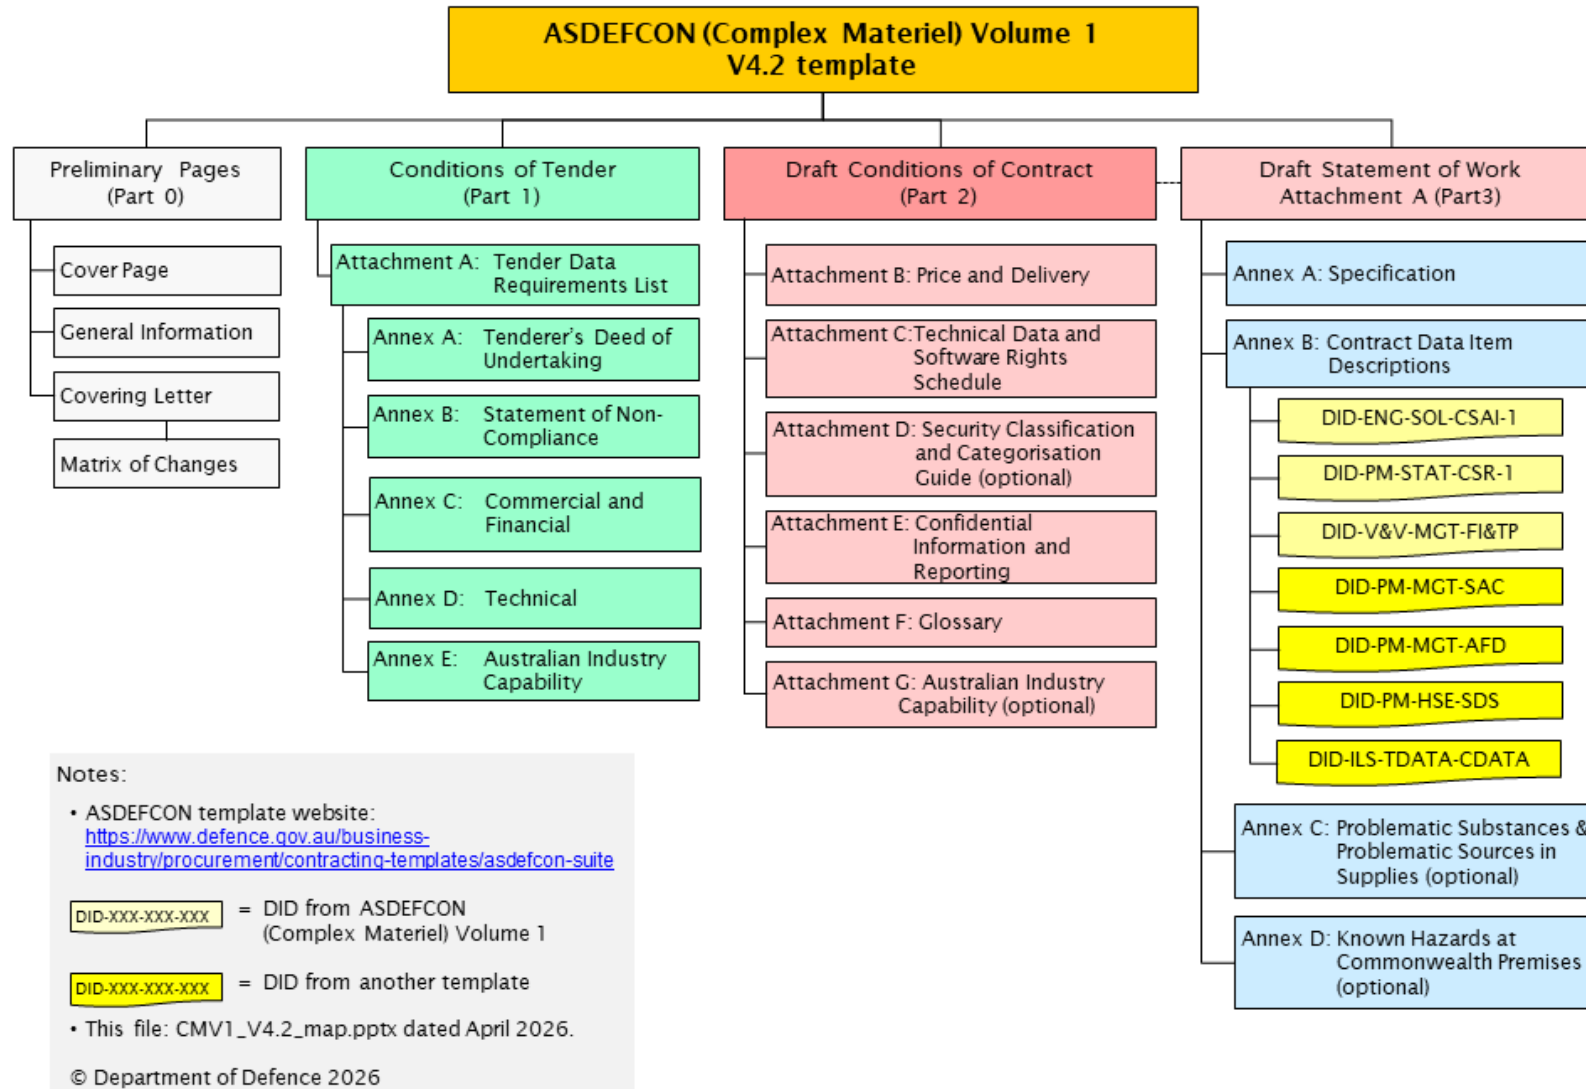 ASDEFCON (Complex Materiel) Volume 1
V4.2 template
Preliminary Pages
(Part 0)
Cover Page
General Information
Covering Letter
Matrix of Changes
Conditions of Tender
(Part 1)
Attachment A: Tender Data
Requirements List
Annex A: Tenderer's Deed of
Undertaking
Annex B: Statement of Non-
Compliance
Annex C: Commercial and
Financial
Annex D: Technical
Annex E: Australian Industry
Capability
Draft Conditions of Contract
(Part 2)
Attachment B: Price and Delivery
Attachment C:Technical Data and
Software Rights
Schedule
Attachment D: Security Classification
and Categorisation
Guide (optional)
Attachment E: Confidential
Information and
Reporting
Attachment F: Glossary
Attachment G: Australian Industry
Capability (optional)
Draft Statement of Work
Attachment A (Part3)
Annex A: Specification
Annex B: Contract Data Item
Descriptions
DID-ENG-SOL-CSAI-1
DID-PM-STAT-CSR-1
DID-V&V-MGT-FI&TP
DID-PM-MGT-SAC
DID-PM-MGT-AFD
DID-PM-HSE-SDS
DID-ILS-TDATA-CDATA
Annex C: Problematic Substances &
Problematic Sources in
Supplies (optional)
Annex D: Known Hazards at
Commonwealth Premises
(optional)
Notes:
• ASDEFCON template website:
https://www.defence.gov.au/business-
industry/procurement/contracting-templates/asdefcon-suite
DID-XXX-XXX-XXX = DID from ASDEFCON
(Complex Materiel) Volume 1
DID-XXX-XXX-XXX = DID from another template
• This file: CMV1_V4.2_map.pptx dated April 2026.
© Department of Defence 2026